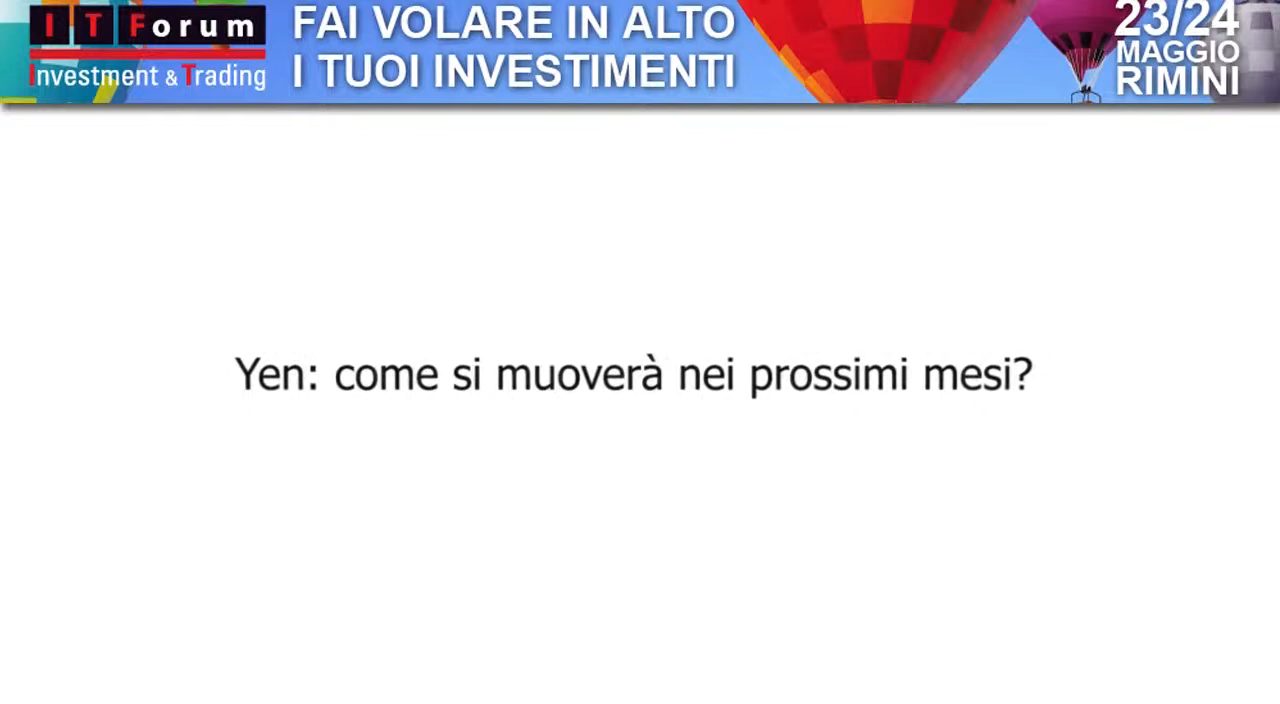 IT Forum
Investment & Trading
FAI VOLARE IN ALTO
I TUOI INVESTIMENTI
23/24
MAGGIO
RIMINI
Yen: come si muoverà nei prossimi mesi?